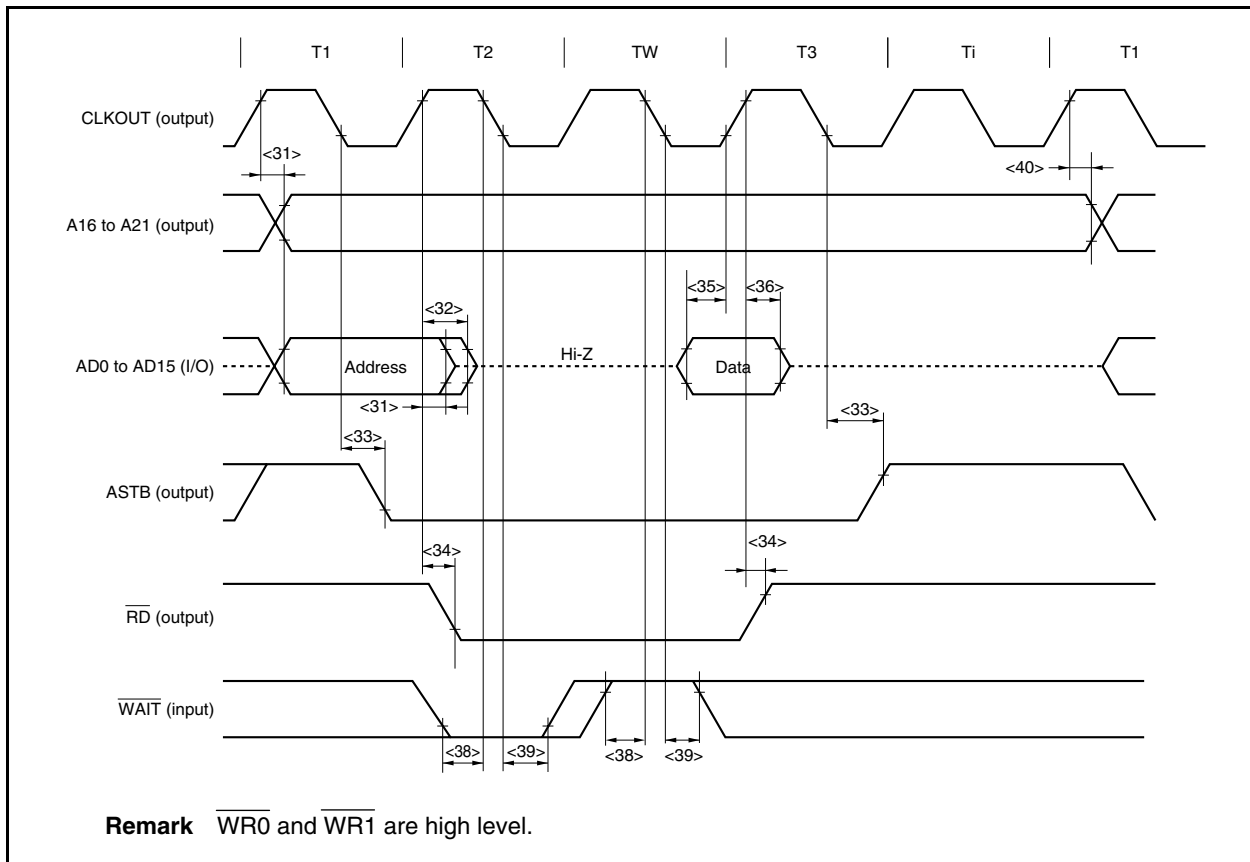 T1 T2 TW T3 Ti T1
CLKOUT (output)
<31>
<40>
A16 to A21 (output)
<35> <36>
<32>
Hi-Z
AD0 to AD15 (I/O)
Address
Data
<31>
<33>
<33>
ASTB (output)
<34>
<34>
RD (output)
WAIT (input)
<38> <39> <38> <39>
Remark WR0 and WR1 are high level.